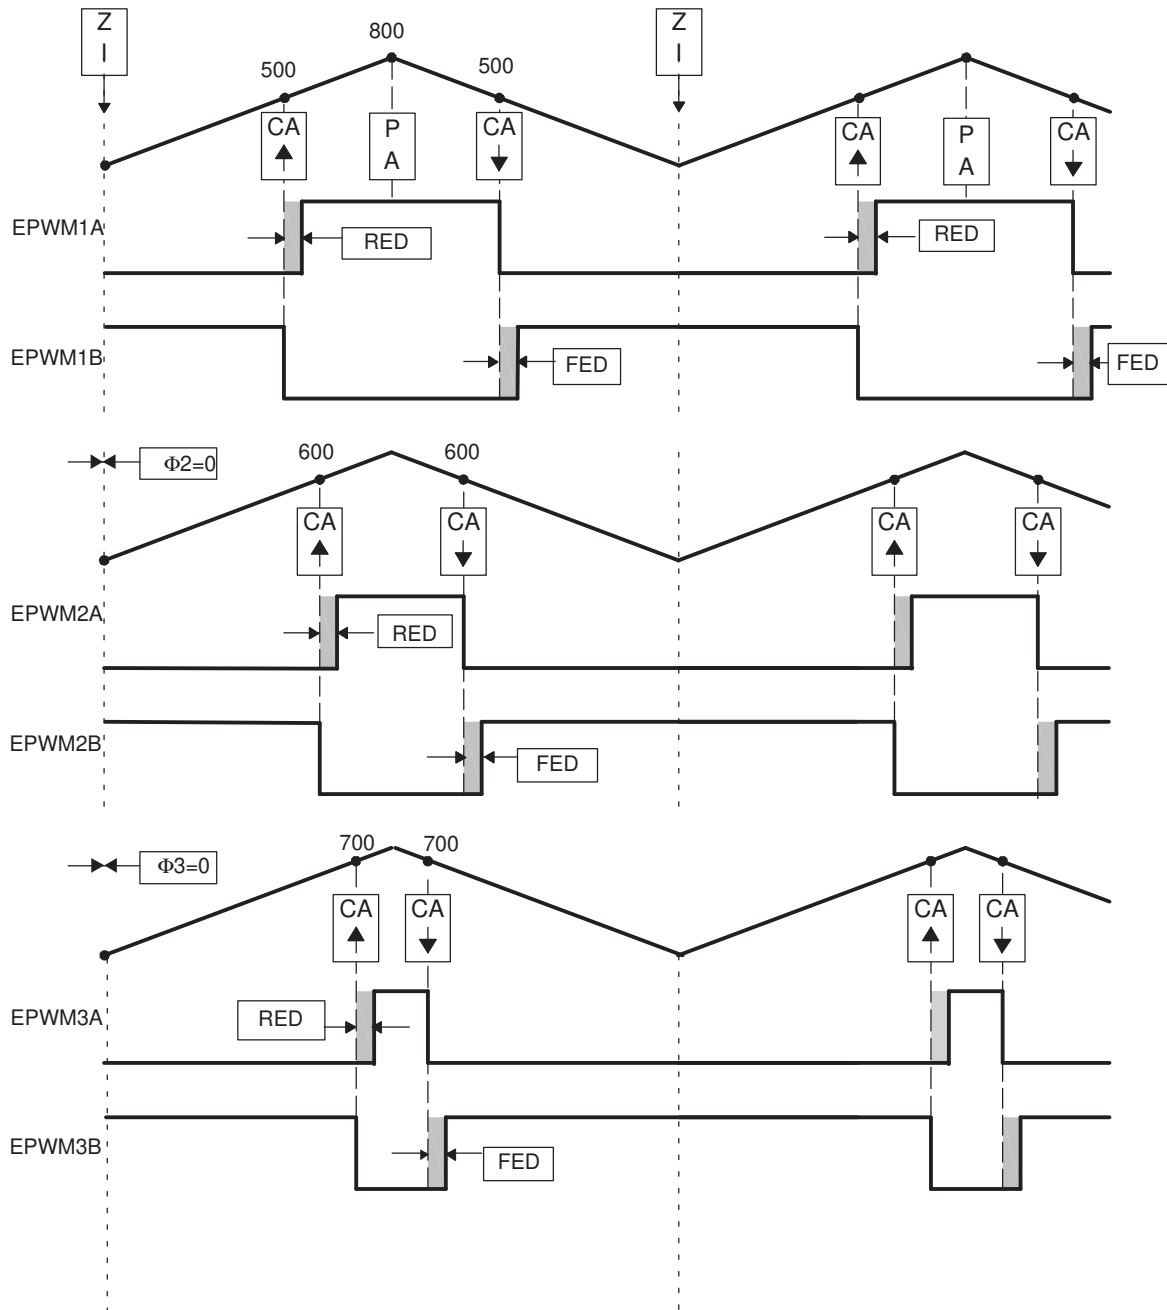 Z
I
Z
I
800
500
500
CA
P
A
CA
CA
P
A
CA
EPWM1A
RED
RED
EPWM1B
FED
FED
Φ2=0
600
600
CA
CA
CA
CA
EPWM2A
RED
EPWM2B
FED
Φ3=0
700
700
CA
CA
CA
CA
EPWM3A
RED
EPWM3B
FED